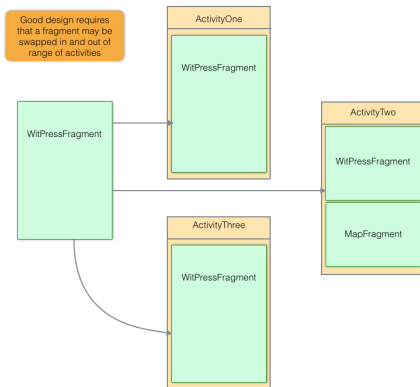 Good design requires
that a fragment may be
swapped in and out of
range of activities
ActivityOne
WitPressFragment
WitPressFragment
ActivityTwo
WitPressFragment
MapFragment
ActivityThree
WitPressFragment